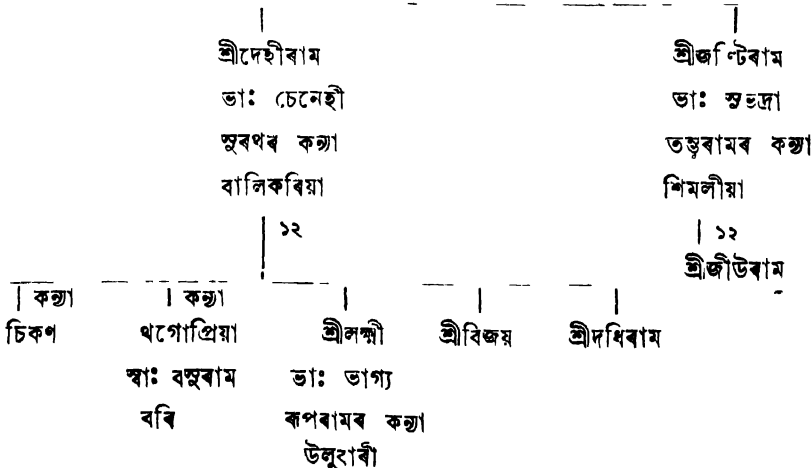 শ্ৰীদেহীৰাম শ্ৰীজণ্টিৰাম
ভাঃ চেনেহী ভাঃ সুভদ্ৰা
সুৰথৰ কন্যা তম্ভুৰামৰ কন্যা
বালিকৰিয়া শিমলীয়া
১২ ১২
শ্ৰীজীউৰাম
কন্যা কন্যা
চিকণ থগোপ্ৰিয়া শ্ৰীলক্ষ্মী শ্ৰীবিজয় শ্ৰীদধিৰাম
স্বাঃ বসুৰাম ভাঃ ভাগ্য
বৰি ৰূপৰামৰ কন্যা
উলুৱাৰী